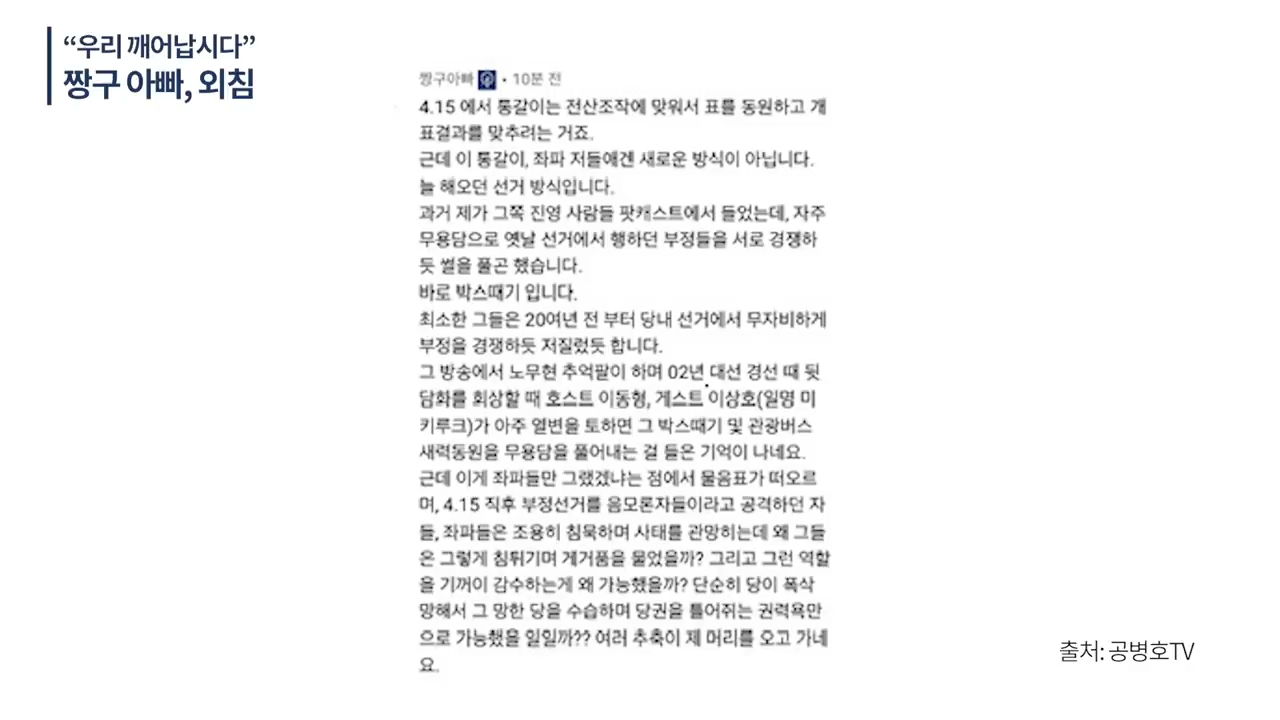 “우리 깨어납시다”
짱구 아빠, 외침
짱구아빠 • 10분 전
4.15 에서 통갈이는 전산조작에 맞워서 표를 동원하고 개
표결과를 맞추려는 거죠.
근데 이 통갈이, 좌파 저들애겐 새로운 방식이 아닙니다.
늘 해오던 선거 방식입니다.
과거 제가 그쪽 진영 사람들 팟캐스트에서 들었는데, 자주
무용담으로 옛날 선거에서 행하던 부정들을 서로 경쟁하
듯 썰을 풀곤 했습니다.
바로 박스때기 입니다.
최소한 그들은 20여년 전 부터 당내 선거에서 무자비하게
부정을 경쟁하듯 저질렀듯 합니다.
그 방송에서 노무현 추억팔이 하며 02년 대선 경선 때 뒷
담화를 회상할 때 호스트 이동형, 게스트 이상호(일명 미
키루크)가 아주 열변을 토하면 그 박스때기 및 관광버스
새력동원을 무용담을 풀어내는 걸 들은 기억이 나네요.
근데 이게 좌파들만 그랬겠냐는 점에서 물음표가 떠오르
며, 4.15 직후 부정선거를 음모론자들이라고 공격하던 자
들, 좌파들은 조용히 침묵하며 사태를 관망히는데 왜 그들
은 그렇게 침튀기며 게거품을 물었을까? 그리고 그런 역할
을 기꺼이 감수하는게 왜 가능했을까? 단순히 당이 폭삭
망해서 그 망한 당을 수습하며 당권을 틀어쥐는 권력욕만
으로 가능했을 일일까?? 여러 추축이 제 머리를 오고 가네
요.
출처: 공병호TV